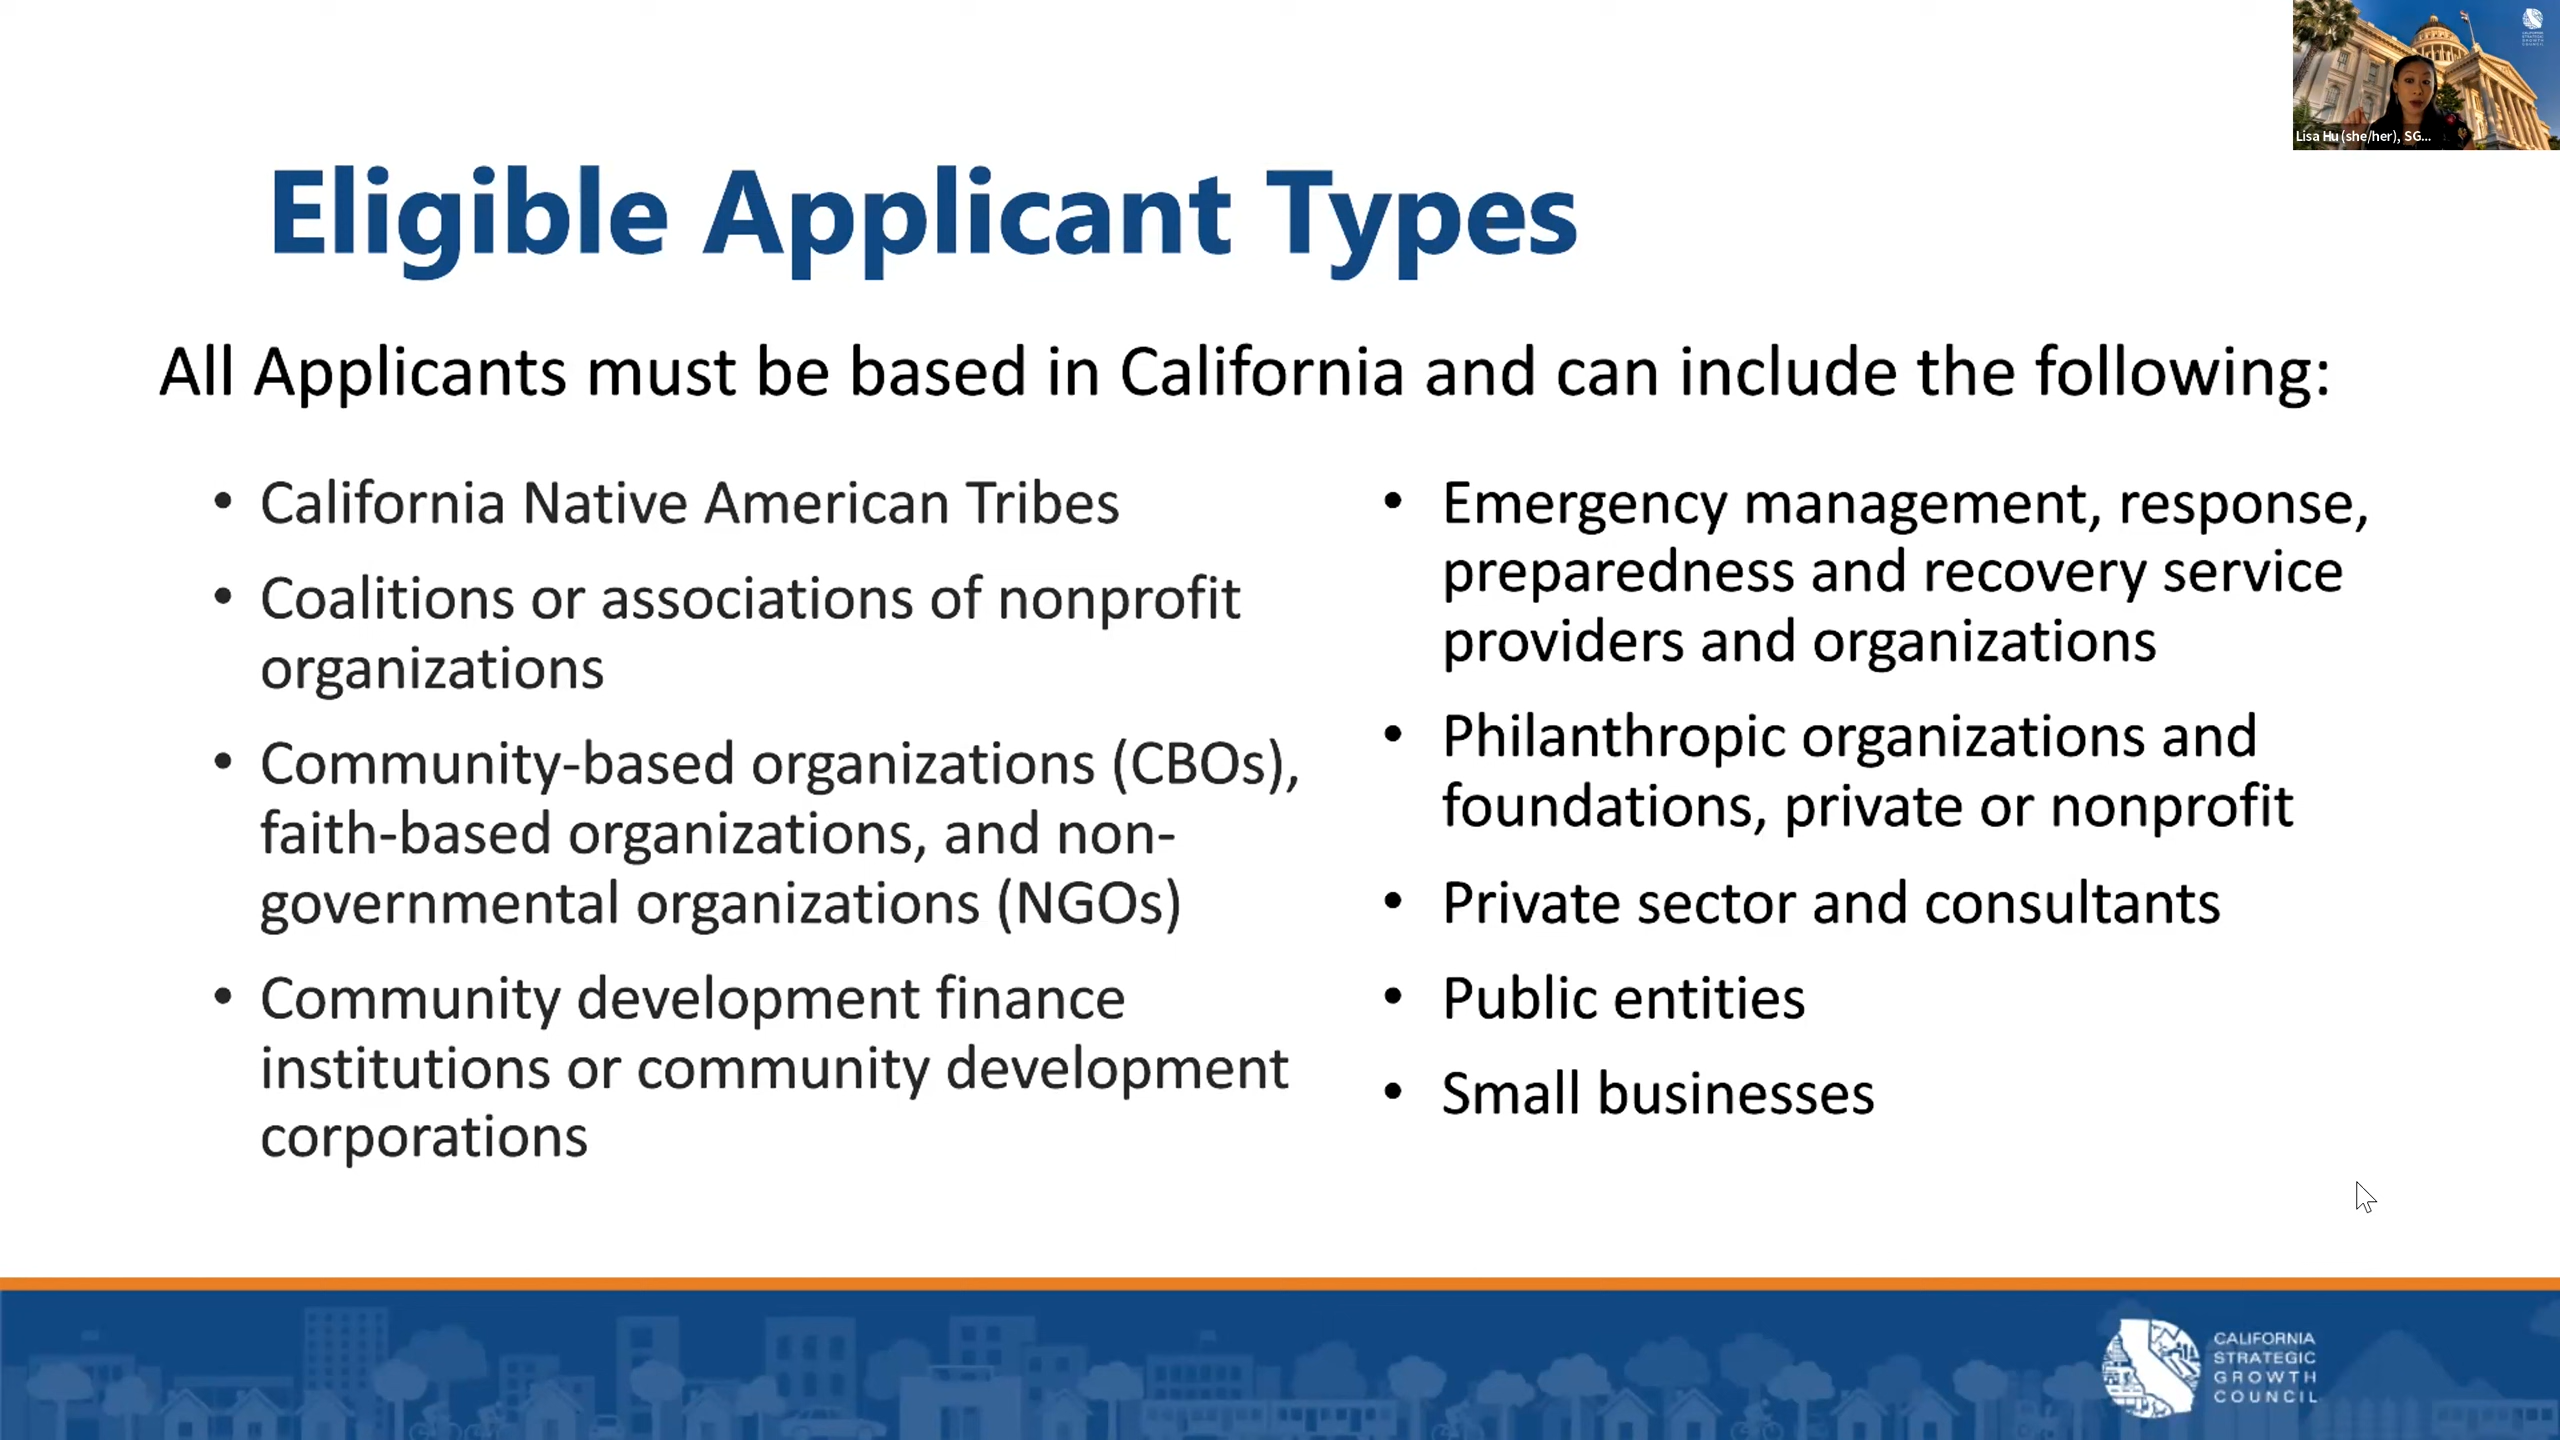 Eligible Applicant Types
All Applicants must be based in California and can include the following:
• California Native American Tribes
• Coalitions or associations of nonprofit
organizations
• Community-based organizations (CBOs),
faith-based organizations, and non-
governmental organizations (NGOs)
• Community development finance
institutions or community development
corporations
• Emergency management, response,
preparedness and recovery service
providers and organizations
• Philanthropic organizations and
foundations, private or nonprofit
• Private sector and consultants
• Public entities
• Small businesses
Lisa Hu (she/her), SG...
CALIFORNIA
STRATEGIC
GROWTH
COUNCIL